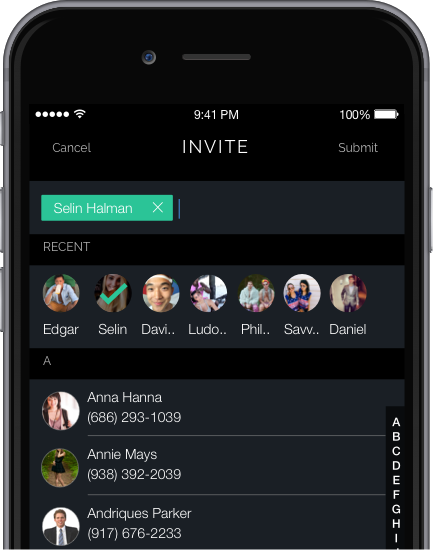 9:41 PM 100%
Cancel INVITE Submit
Selin Halman
RECENT
Edgar Selin Davi.. Ludo.. Phil.. Savv.. Daniel
A
Anna Hanna
(686) 293-1039
Annie Mays
(938) 392-2039
Andriques Parker
(917) 676-2233
A
B
C
D
E
F
G
H
I